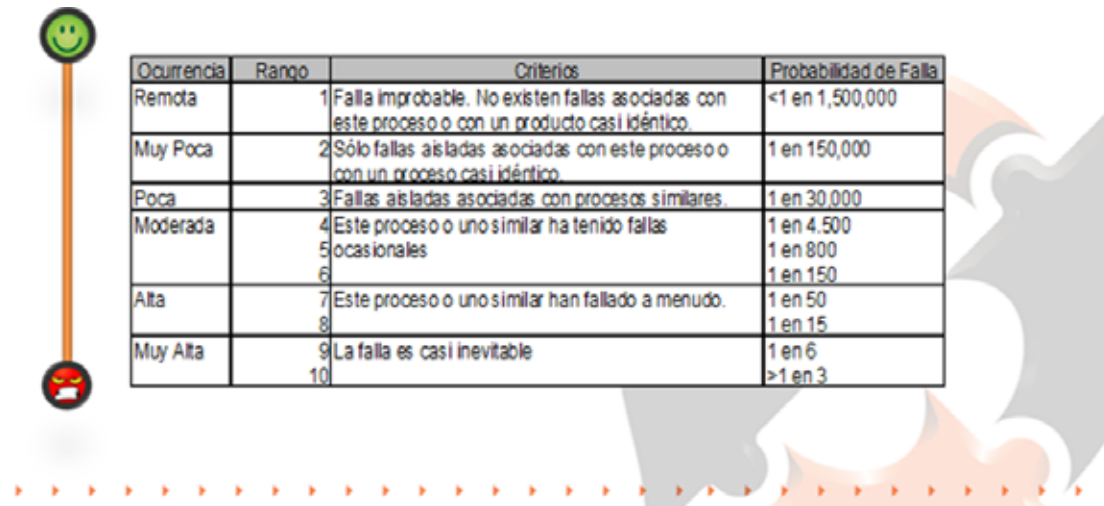 Ocurrencia Rango Criterios Probabilidad de Falla
Remota 1 Falla improbable. No existen fallas asociadas con <1 en 1,500,000
este proceso o con un producto casi idéntico.
Muy Poca 2 Sólo fallas aisladas asociadas con este proceso o 1 en 150,000
con un proceso casi idéntico.
Poca 3 Fallas aisladas asociadas con procesos similares. 1 en 30,000
Moderada 4 Este proceso o uno similar ha tenido fallas 1 en 4.500
5 ocasionales 1 en 800
6 1 en 150
Alta 7 Este proceso o uno similar han fallado a menudo. 1 en 50
8 1 en 15
Muy Alta 9 La falla es casi inevitable 1 en 6
10 >1 en 3